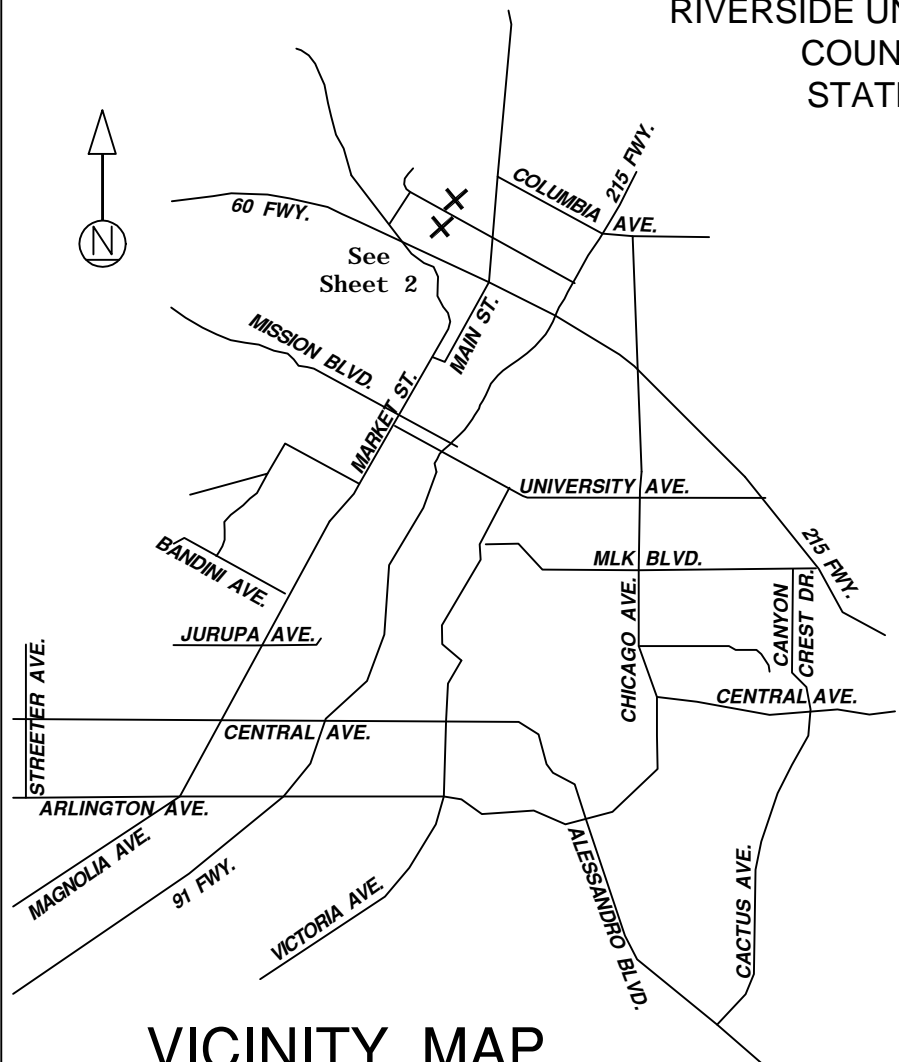 RIVERSIDE UN
COUN
STAT
215 FWY.
COLUMBIA AVE.
60 FWY.
N
See
Sheet 2
MAIN ST.
MISSION BLVD.
MARKET ST.
UNIVERSITY AVE.
215 FWY.
BANDINI AVE.
MLK BLVD.
CANYON
CREST DR.
CHICAGO AVE.
JURUPA AVE.
STREETER AVE.
CENTRAL AVE.
CENTRAL AVE.
ARLINGTON AVE.
MAGNOLIA AVE.
91 FWY.
VICTORIA AVE.
ALESSANDRO BLVD.
CACTUS AVE.
VICINITY MAP